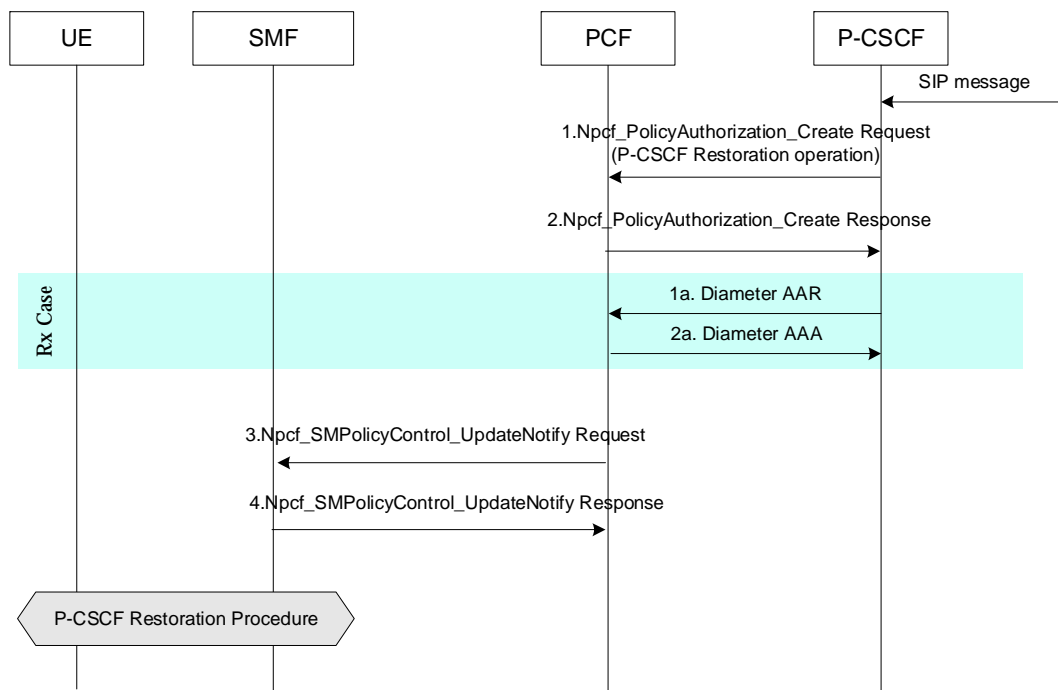 UE
SMF
PCF
P-CSCF
SIP message
1.Npcf_PolicyAuthorization_Create Request
(P-CSCF Restoration operation)
2.Npcf_PolicyAuthorization_Create Response
Rx Case
1a. Diameter AAR
2a. Diameter AAA
3.Npcf_SMPolicyControl_UpdateNotify Request
4.Npcf_SMPolicyControl_UpdateNotify Response
P-CSCF Restoration Procedure